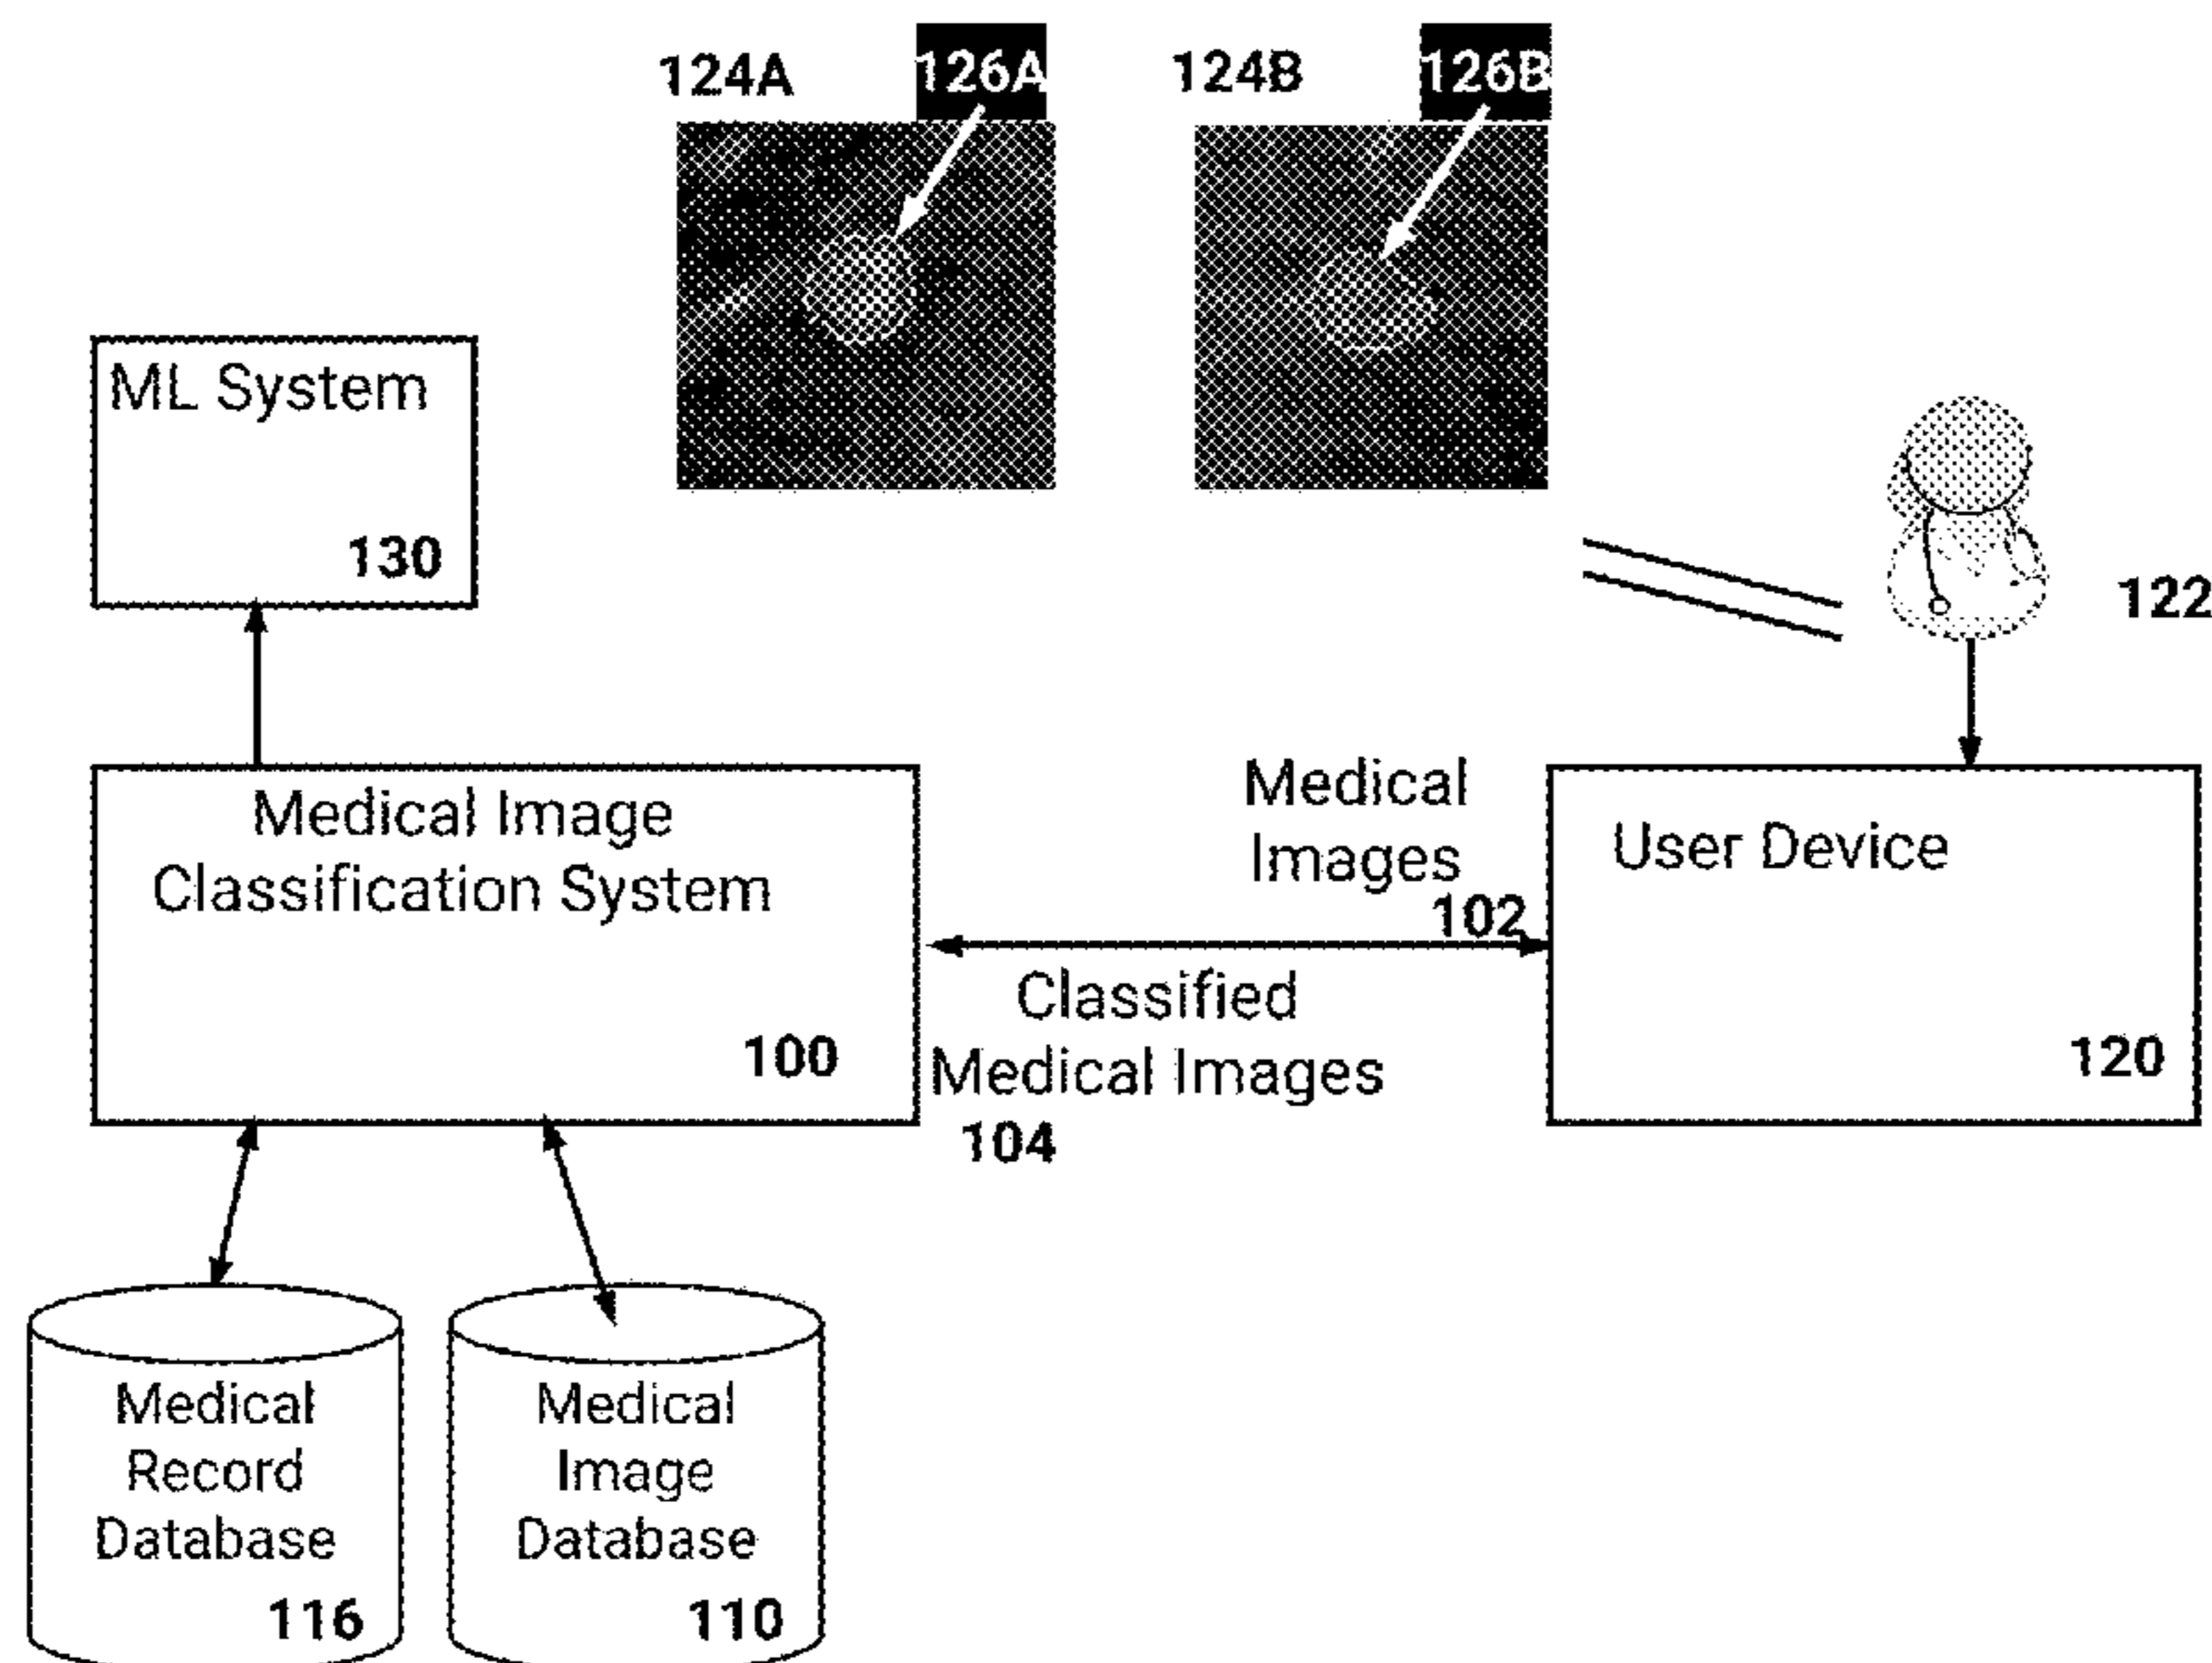 124A
126A
124B
126B
ML System
130
122
Medical Image
Classification System
100
Medical
Images
102
Classified
Medical Images
104
User Device
120
Medical
Record
Database
116
Medical
Image
Database
110